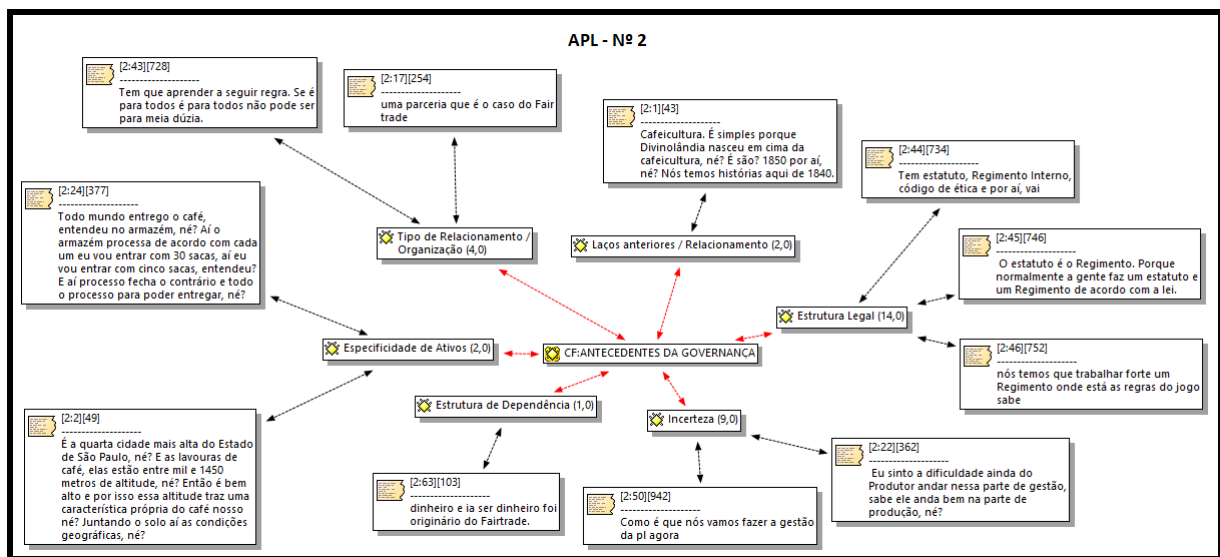 APL - Nº 2
[2:43][728]
--------------------
Tem que aprender a seguir regra. Se é
para todos é para todos não pode ser
para meia dúzia.
[2:17][254]
--------------------
uma parceria que é o caso do Fair
trade
[2:1][43]
--------------------
Cafeicultura. É simples porque
Divinolândia nasceu em cima da
cafeicultura, né? E são? 1850 por aí,
né? Nós temos histórias aqui de 1840.
[2:44][734]
--------------------
Tem estatuto, Regimento Interno,
código de ética e por aí, vai
[2:24][377]
--------------------
Todo mundo entrego o café,
entendeu no armazém, né? Aí o
armazém processa de acordo com cada
um eu vou entrar com 30 sacas, aí eu
vou entrar com cinco sacas, entendeu?
E aí processo fecha o contrário e todo
o processo para poder entregar, né?
Tipo de Relacionamento /
Organização (4,0)
Laços anteriores / Relacionamento (2,0)
[2:45][746]
--------------------
O estatuto é o Regimento. Porque
normalmente a gente faz um estatuto e
um Regimento de acordo com a lei.
Estrutura Legal (14,0)
Especificidade de Ativos (2,0)
CF:ANTECEDENTES DA GOVERNANÇA
[2:46][752]
--------------------
nós temos que trabalhar forte um
Regimento onde está as regras do jogo
sabe
Estrutura de Dependência (1,0)
Incerteza (9,0)
[2:2][49]
--------------------
É a quarta cidade mais alta do Estado
de São Paulo, né? E as lavouras de
café, elas estão entre mil e 1450
metros de altitude, né? Então é bem
alto e por isso essa altitude traz uma
característica própria do café nosso
né? Juntando o solo aí as condições
geográficas, né?
[2:63][103]
--------------------
dinheiro e ia ser dinheiro foi
originário do Fairtrade.
[2:50][942]
--------------------
Como é que nós vamos fazer a gestão
da pl agora
[2:22][362]
--------------------
Eu sinto a dificuldade ainda do
Produtor andar nessa parte de gestão,
sabe ele anda bem na parte de
produção, né?